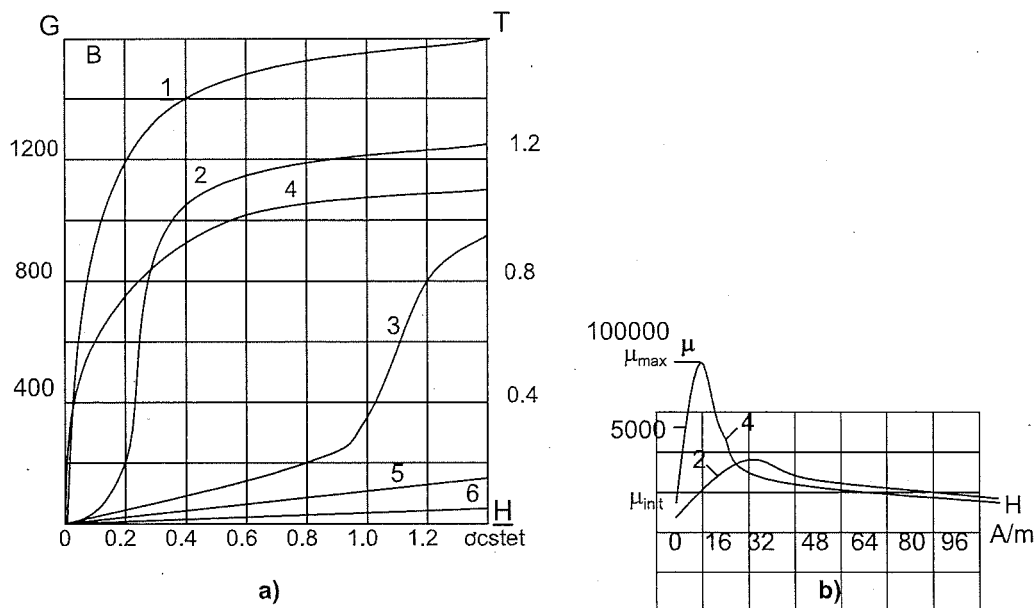 G T
B
1
1200 1.2
2
4
800 0.8
3
400 0.4
5
6
H
0 0.2 0.4 0.6 0.8 1.0 1.2 σcstet
a)
100000
μmax μ
5000 4
2
μinit H
0 16 32 48 64 80 96 A/m
b)